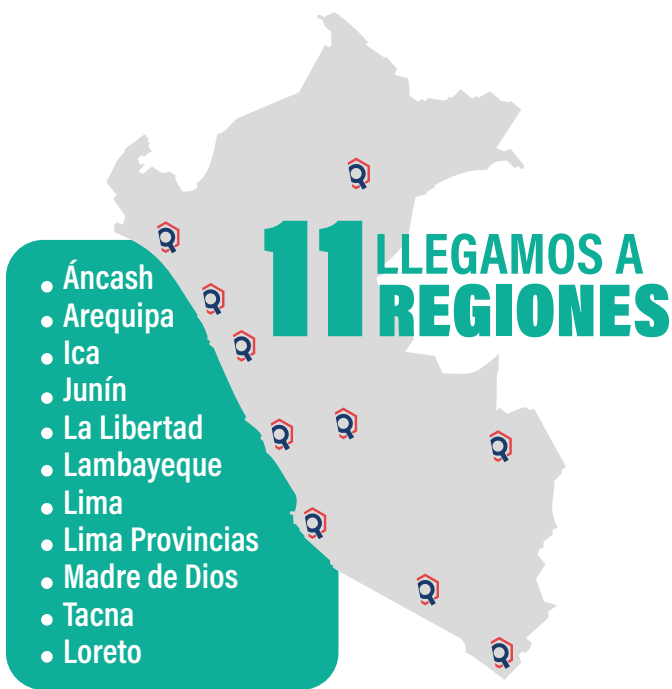 11 LLEGAMOS A
REGIONES
Áncash
Arequipa
Ica
Junín
La Libertad
Lambayeque
Lima
Lima Provincias
Madre de Dios
Tacna
Loreto